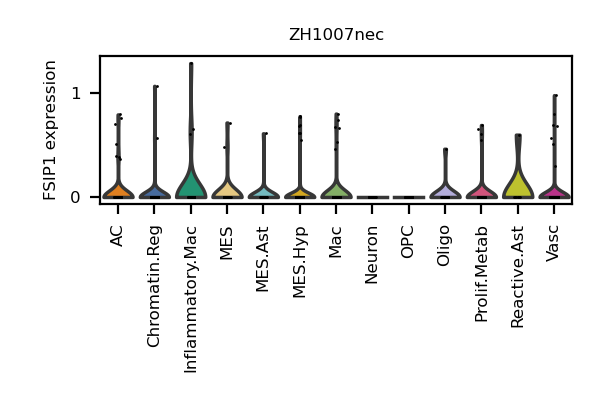 ZH1007nec
FSIP1 expression
1
0
AC
Chromatin.Reg
Inflammatory.Mac
MES
MES.Ast
MES.Hyp
Mac
Neuron
OPC
Oligo
Prolif.Metab
Reactive.Ast
Vasc